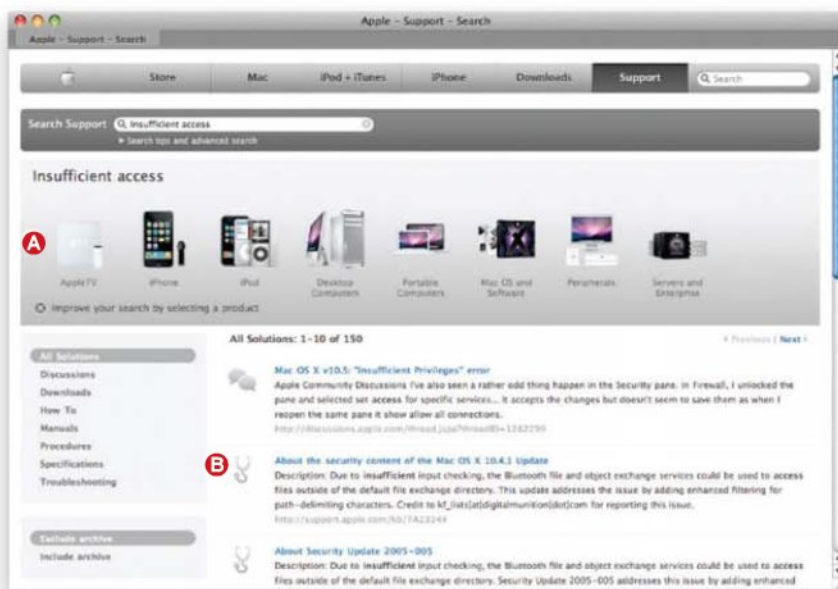 Apple – Support – Search
Apple – Support – Search
Store Mac iPod + iTunes iPhone Downloads Support Search
Search Support Insufficient access
Search tips and advanced search
Insufficient access
A
AppleTV iPhone iPod Desktop Computers Portable Computers Mac OS and Software Peripherals Servers and Enterprise
Improve your search by selecting a product
All Solutions: 1-10 of 150
Previous | Next
All Solutions
Discussions
Downloads
How To
Manuals
Procedures
Specifications
Troubleshooting
Exclude archive
Include archive
Mac OS X v10.5: "Insufficient Privileges" error
Apple Community Discussions I've also seen a rather odd thing happen in the Security pane. In Firewall, I unlocked the
pane and selected set access for specific services... It accepts the changes but doesn't seem to save them as when I
reopen the same pane it show allow all connections.
B
About the security content of the Mac OS X 10.4.1 Update
Description: Due to insufficient input checking, the Bluetooth file and object exchange services could be used to access
files outside of the default file exchange directory. This update addresses the issue by adding enhanced filtering for
path-delimiting characters. Credit to kf_lists[at]digitalmunition[dot]com for reporting this issue.
About Security Update 2005-005
Description: Due to insufficient input checking, the Bluetooth file and object exchange services could be used to access
files outside of the default file exchange directory. Security Update 2005-005 addresses this issue by adding enhanced